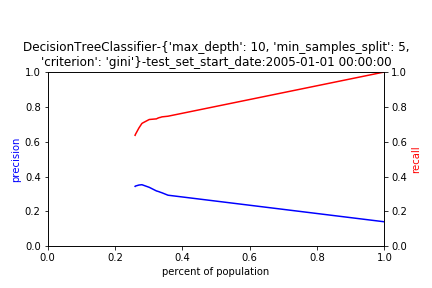 DecisionTreeClassifier-{'max_depth': 10, 'min_samples_split': 5,
'criterion': 'gini'}-test_set_start_date:2005-01-01 00:00:00
1.0
0.8
0.6
0.4
0.2
0.0
precision
1.0
0.8
0.6
0.4
0.2
0.0
recall
0.0 0.2 0.4 0.6 0.8 1.0
percent of population